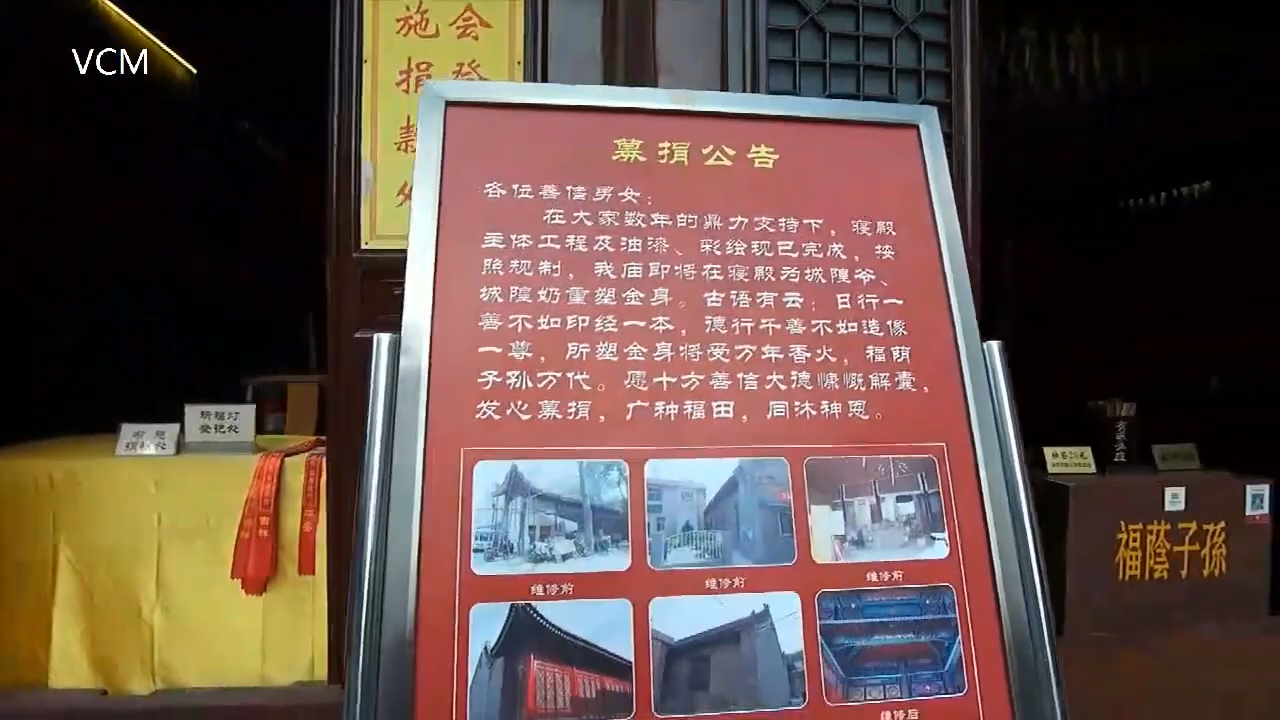 VCM
施会
捐登
款
募捐公告
各位善信男女：
在大家数年的鼎力支持下，寝殿
主体工程及油漆、彩绘现已完成，按
照规制，我庙即将在寝殿为城隍爷、
城隍奶重塑金身。古语有云：日行一
善不如印经一本，德行千善不如造像
一尊，所塑金身将受万年香火，福荫
子孙万代。愿十方善信大德慷慨解囊，
发心募捐，广种福田，同沐神恩。
维修前
维修前
维修前
维修后
祈福灯
登记处
吉祥
福蔭子孫